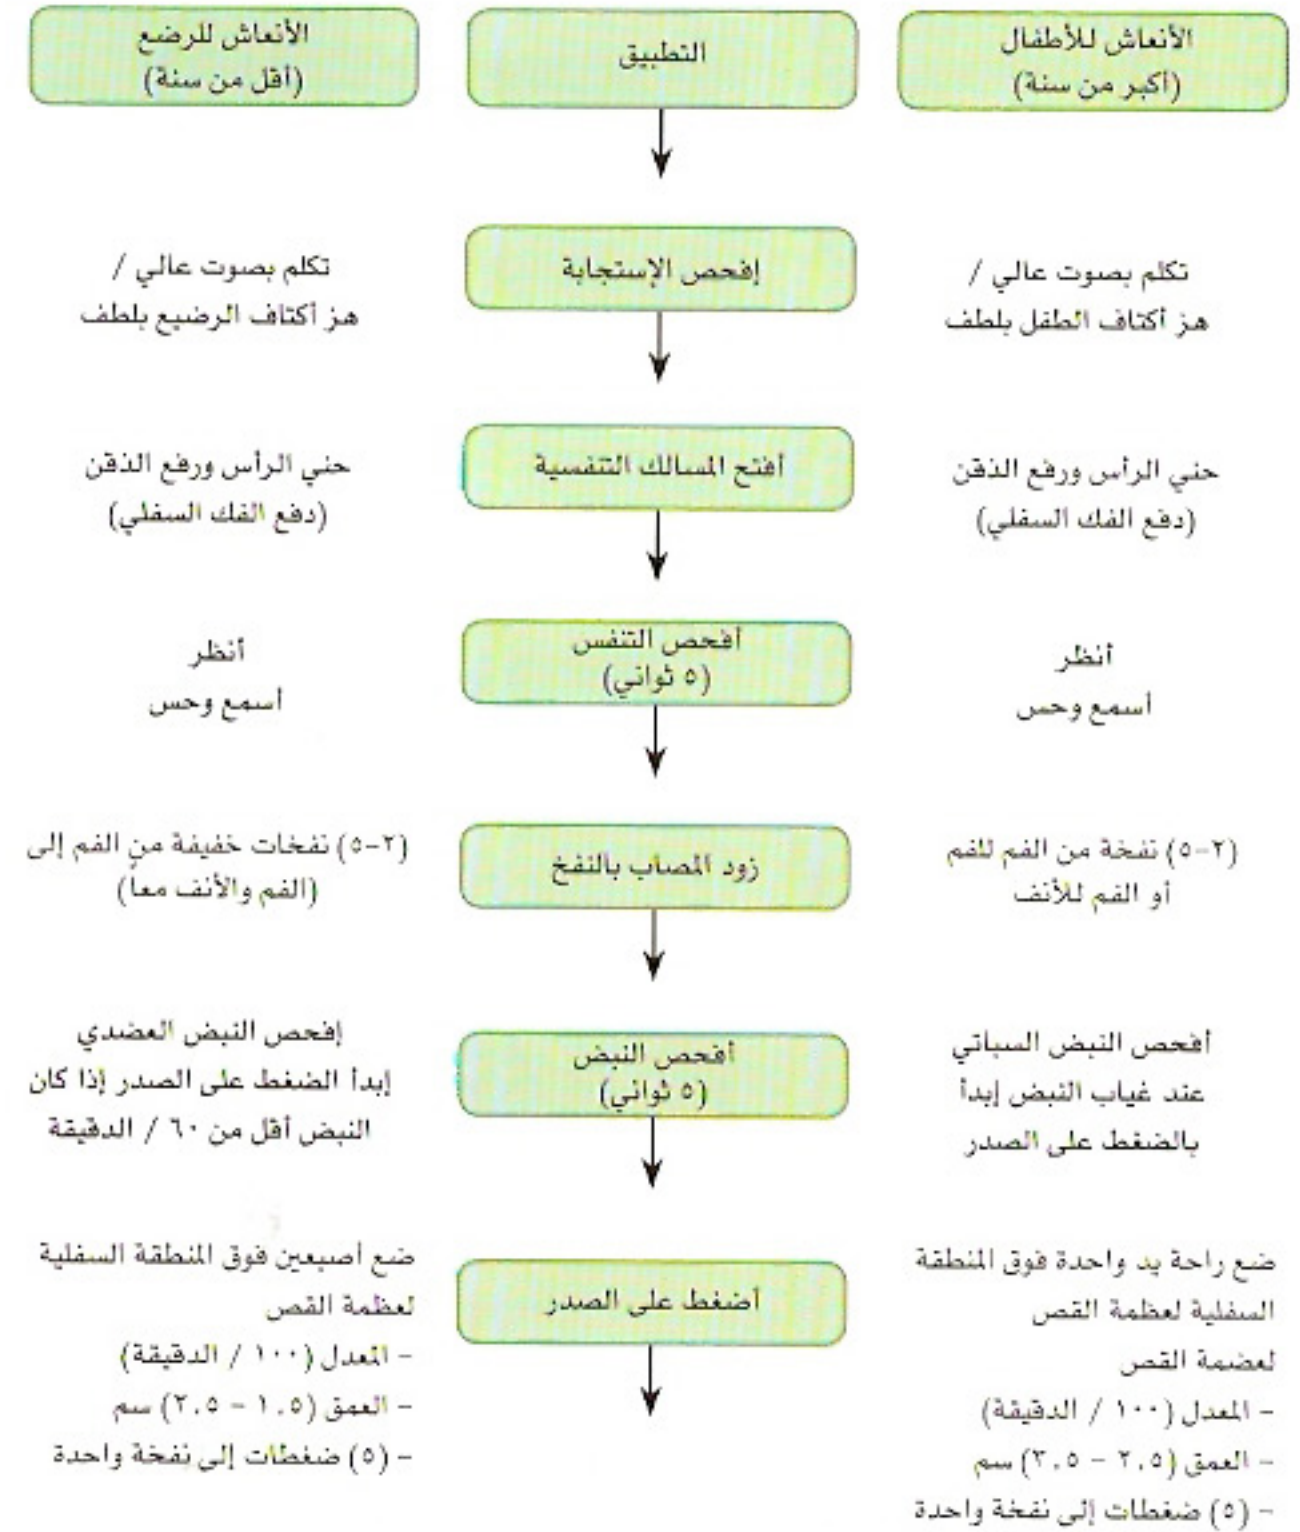 الأنعاش للأطفال
(أكبر من سنة)
التطبيق
الأنعاش للرضع
(أقل من سنة)
تكلم بصوت عالي /
هز أكتاف الطفل بلطف
إفحص الإستجابة
تكلم بصوت عالي /
هز أكتاف الرضيع بلطف
حني الرأس ورفع الذقن
(دفع الفك السفلي)
أفتح المسالك التنفسية
حني الرأس ورفع الذقن
(دفع الفك السفلي)
أنظر
أسمع وحس
أفحص التنفس
(٥ ثواني)
أنظر
أسمع وحس
(٢-٥) نفخة من الفم للفم
أو الفم للأنف
زود المصاب بالنفخ
(٢-٥) نفخات خفيفة من الفم إلى
(الفم والأنف معاً)
أفحص النبض السباتي
عند غياب النبض إبدأ
بالضغط على الصدر
أفحص النبض
(٥ ثواني)
إفحص النبض العضدي
إبدأ الضغط على الصدر إذا كان
النبض أقل من ٦٠ / الدقيقة
ضع راحة يد واحدة فوق المنطقة
السفلية لعظمة القص
لعضمة القص
- المعدل (١٠٠ / الدقيقة)
- العمق (٢.٥ - ٣.٥) سم
- (٥) ضغطات إلى نفخة واحدة
أضغط على الصدر
ضع أصبعين فوق المنطقة السفلية
لعظمة القص
- المعدل (١٠٠ / الدقيقة)
- العمق (١.٥ - ٢.٥) سم
- (٥) ضغطات إلى نفخة واحدة